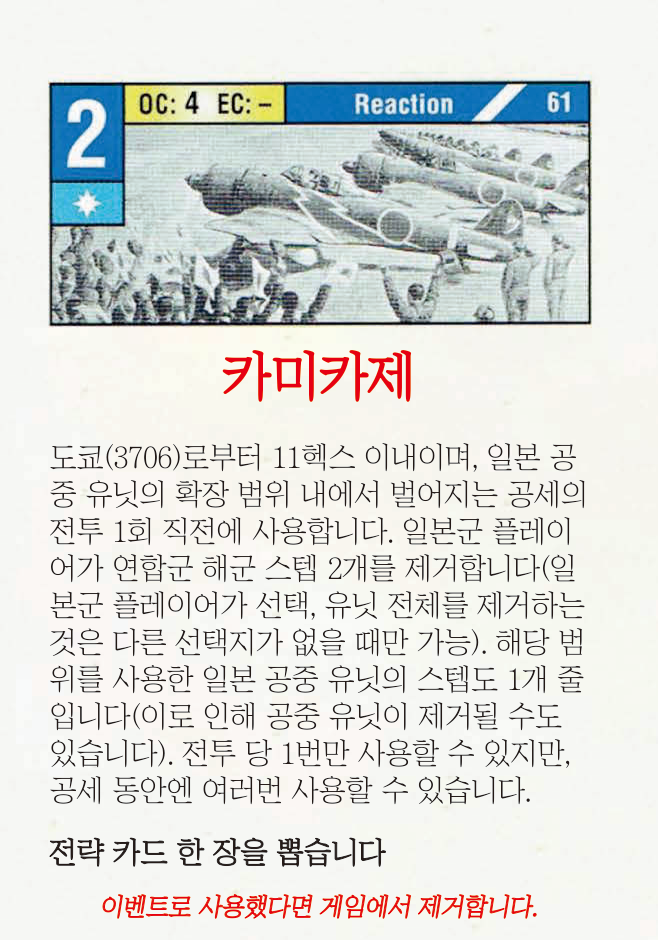 2 OC: 4 EC: – Reaction 61
카미카제
도쿄(3706)로부터 11헥스 이내이며, 일본 공
중 유닛의 확장 범위 내에서 벌어지는 공세의
전투 1회 직전에 사용합니다. 일본군 플레이
어가 연합군 해군 스텝 2개를 제거합니다(일
본군 플레이어가 선택, 유닛 전체를 제거하는
것은 다른 선택지가 없을 때만 가능). 해당 범
위를 사용한 일본 공중 유닛의 스텝도 1개 줄
입니다(이로 인해 공중 유닛이 제거될 수도
있습니다). 전투 당 1번만 사용할 수 있지만,
공세 동안엔 여러번 사용할 수 있습니다.
전략 카드 한 장을 뽑습니다
이벤트로 사용했다면 게임에서 제거합니다.